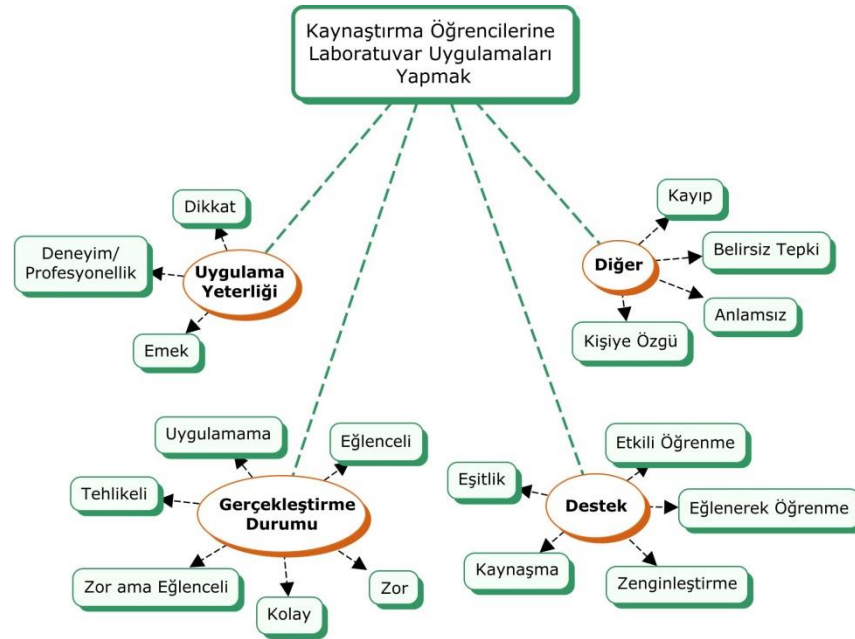 Kaynaştırma Öğrencilerine
Laboratuvar Uygulamaları
Yapmak
Dikkat
Deneyim/
Profesyonellik
Uygulama
Yeterliği
Emek
Kayıp
Belirsiz Tepki
Diğer
Anlamsız
Kişiye Özgü
Uygulamama
Eğlenceli
Tehlikeli
Gerçekleştirme
Durumu
Zor ama Eğlenceli
Kolay
Zor
Etkili Öğrenme
Eşitlik
Destek
Eğlenerek Öğrenme
Kaynaşma
Zenginleştirme